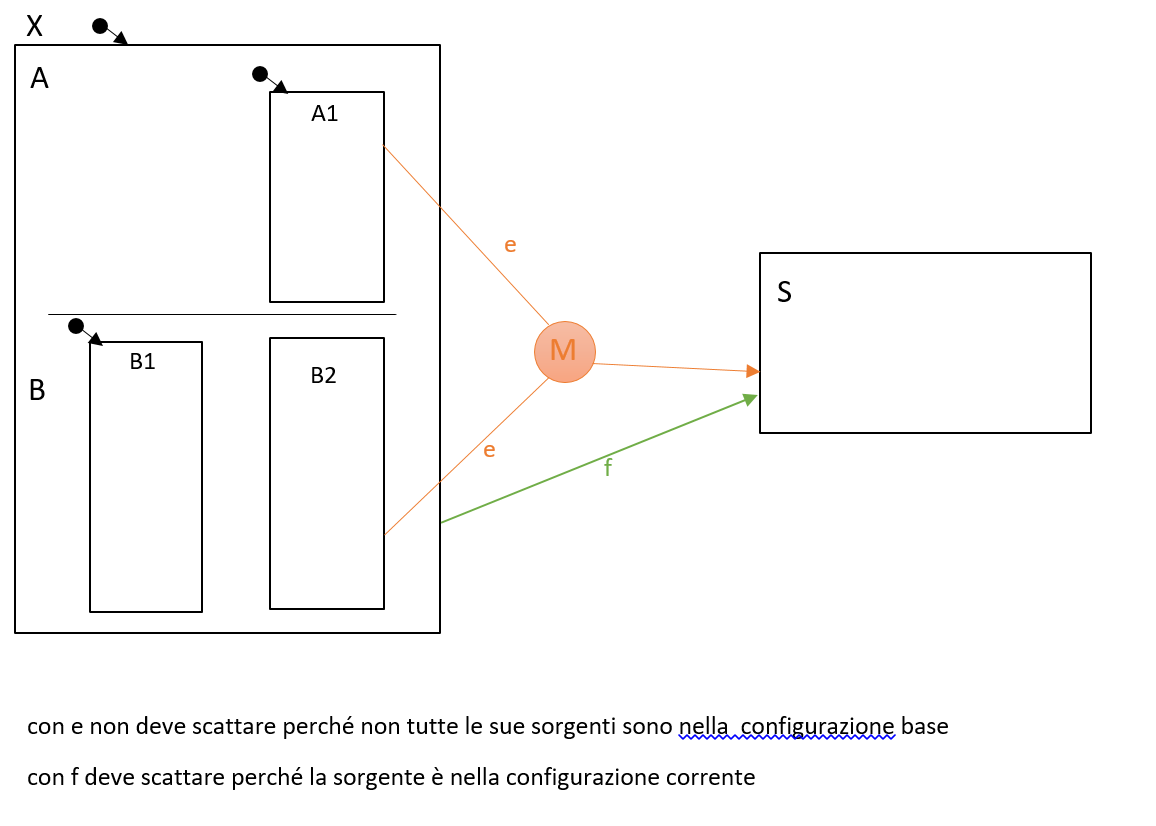 X
A
A1
e
S
M
B1
B2
B
e
f
con e non deve scattare perché non tutte le sue sorgenti sono nella  configurazione base
con f deve scattare perché la sorgente è nella configurazione corrente